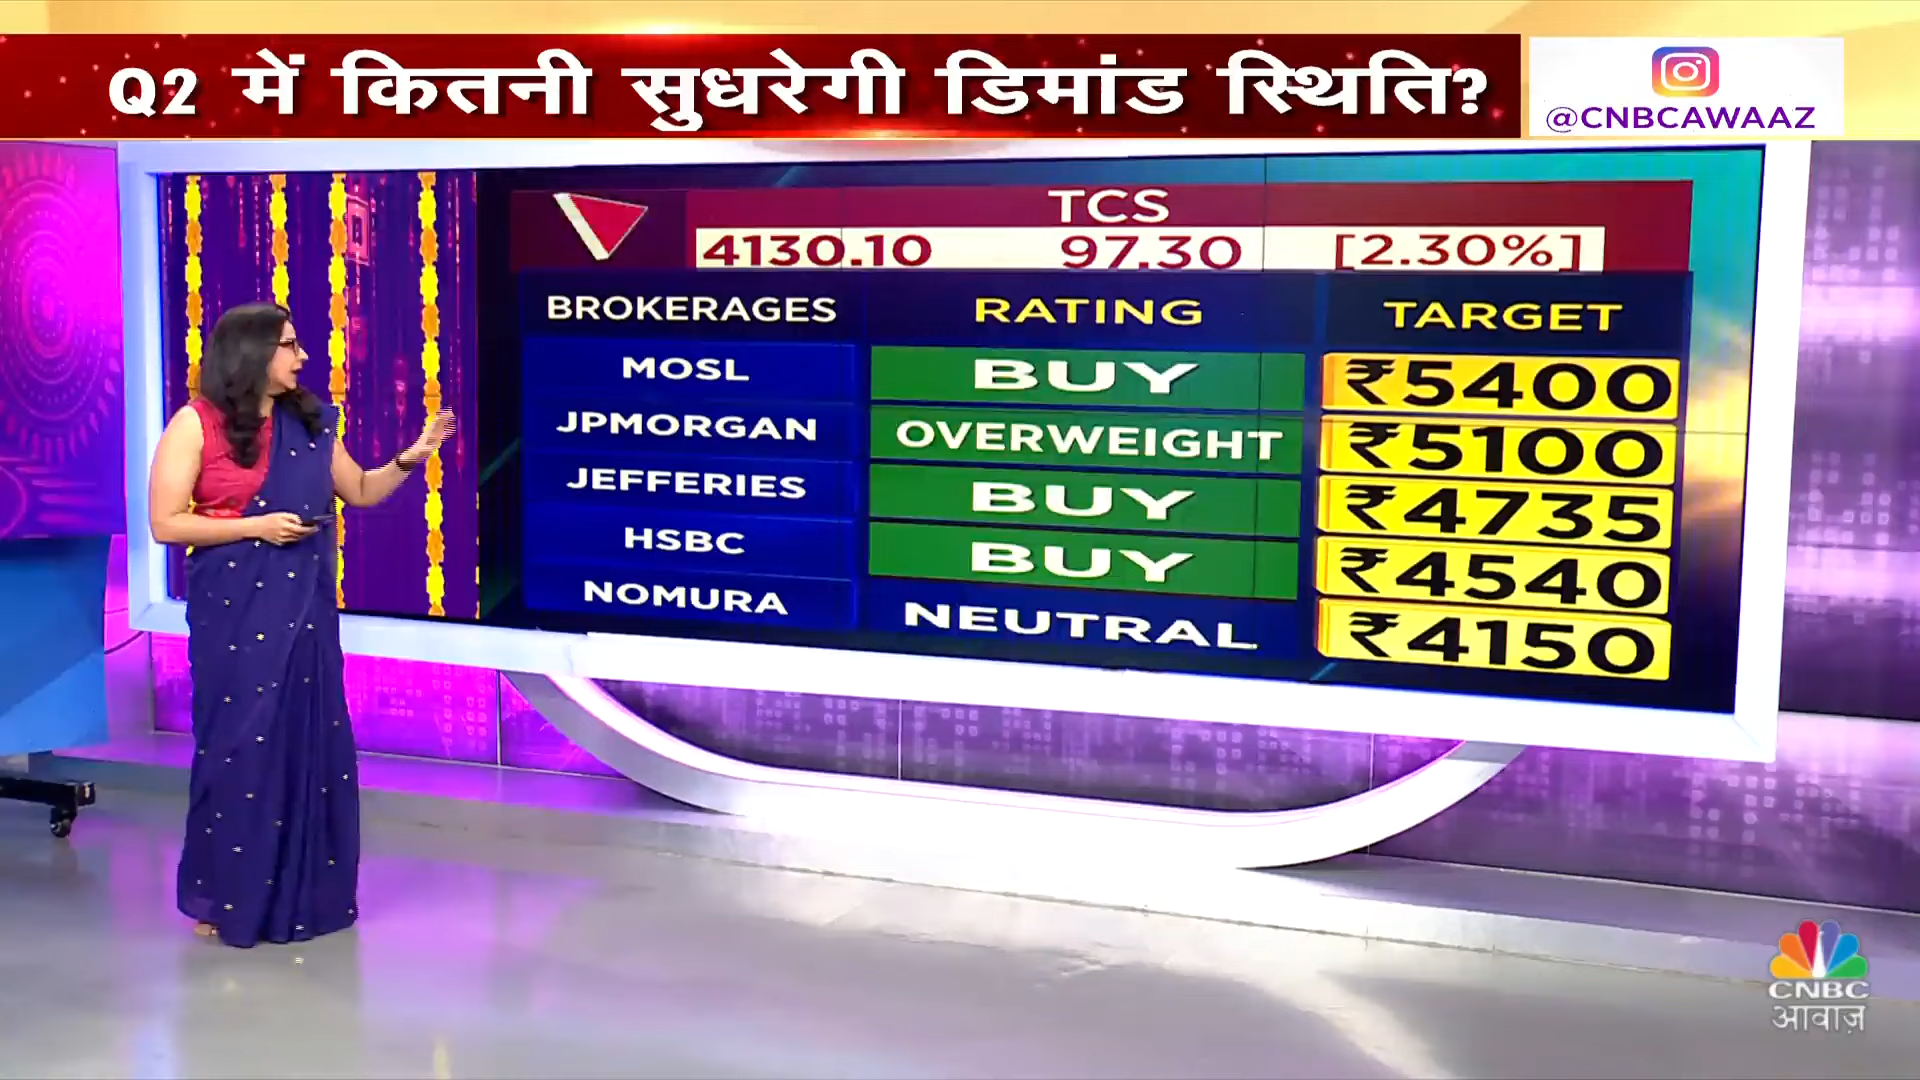 Q2 में कितनी सुधरेगी डिमांड स्थिति?
@CNBCAWAAZ
TCS
4130.10 97.30 [2.30%]
BROKERAGES RATING TARGET
MOSL BUY ₹5400
JPMORGAN OVERWEIGHT ₹5100
JEFFERIES BUY ₹4735
HSBC BUY ₹4540
NOMURA NEUTRAL ₹4150
CNBC
आवाज़